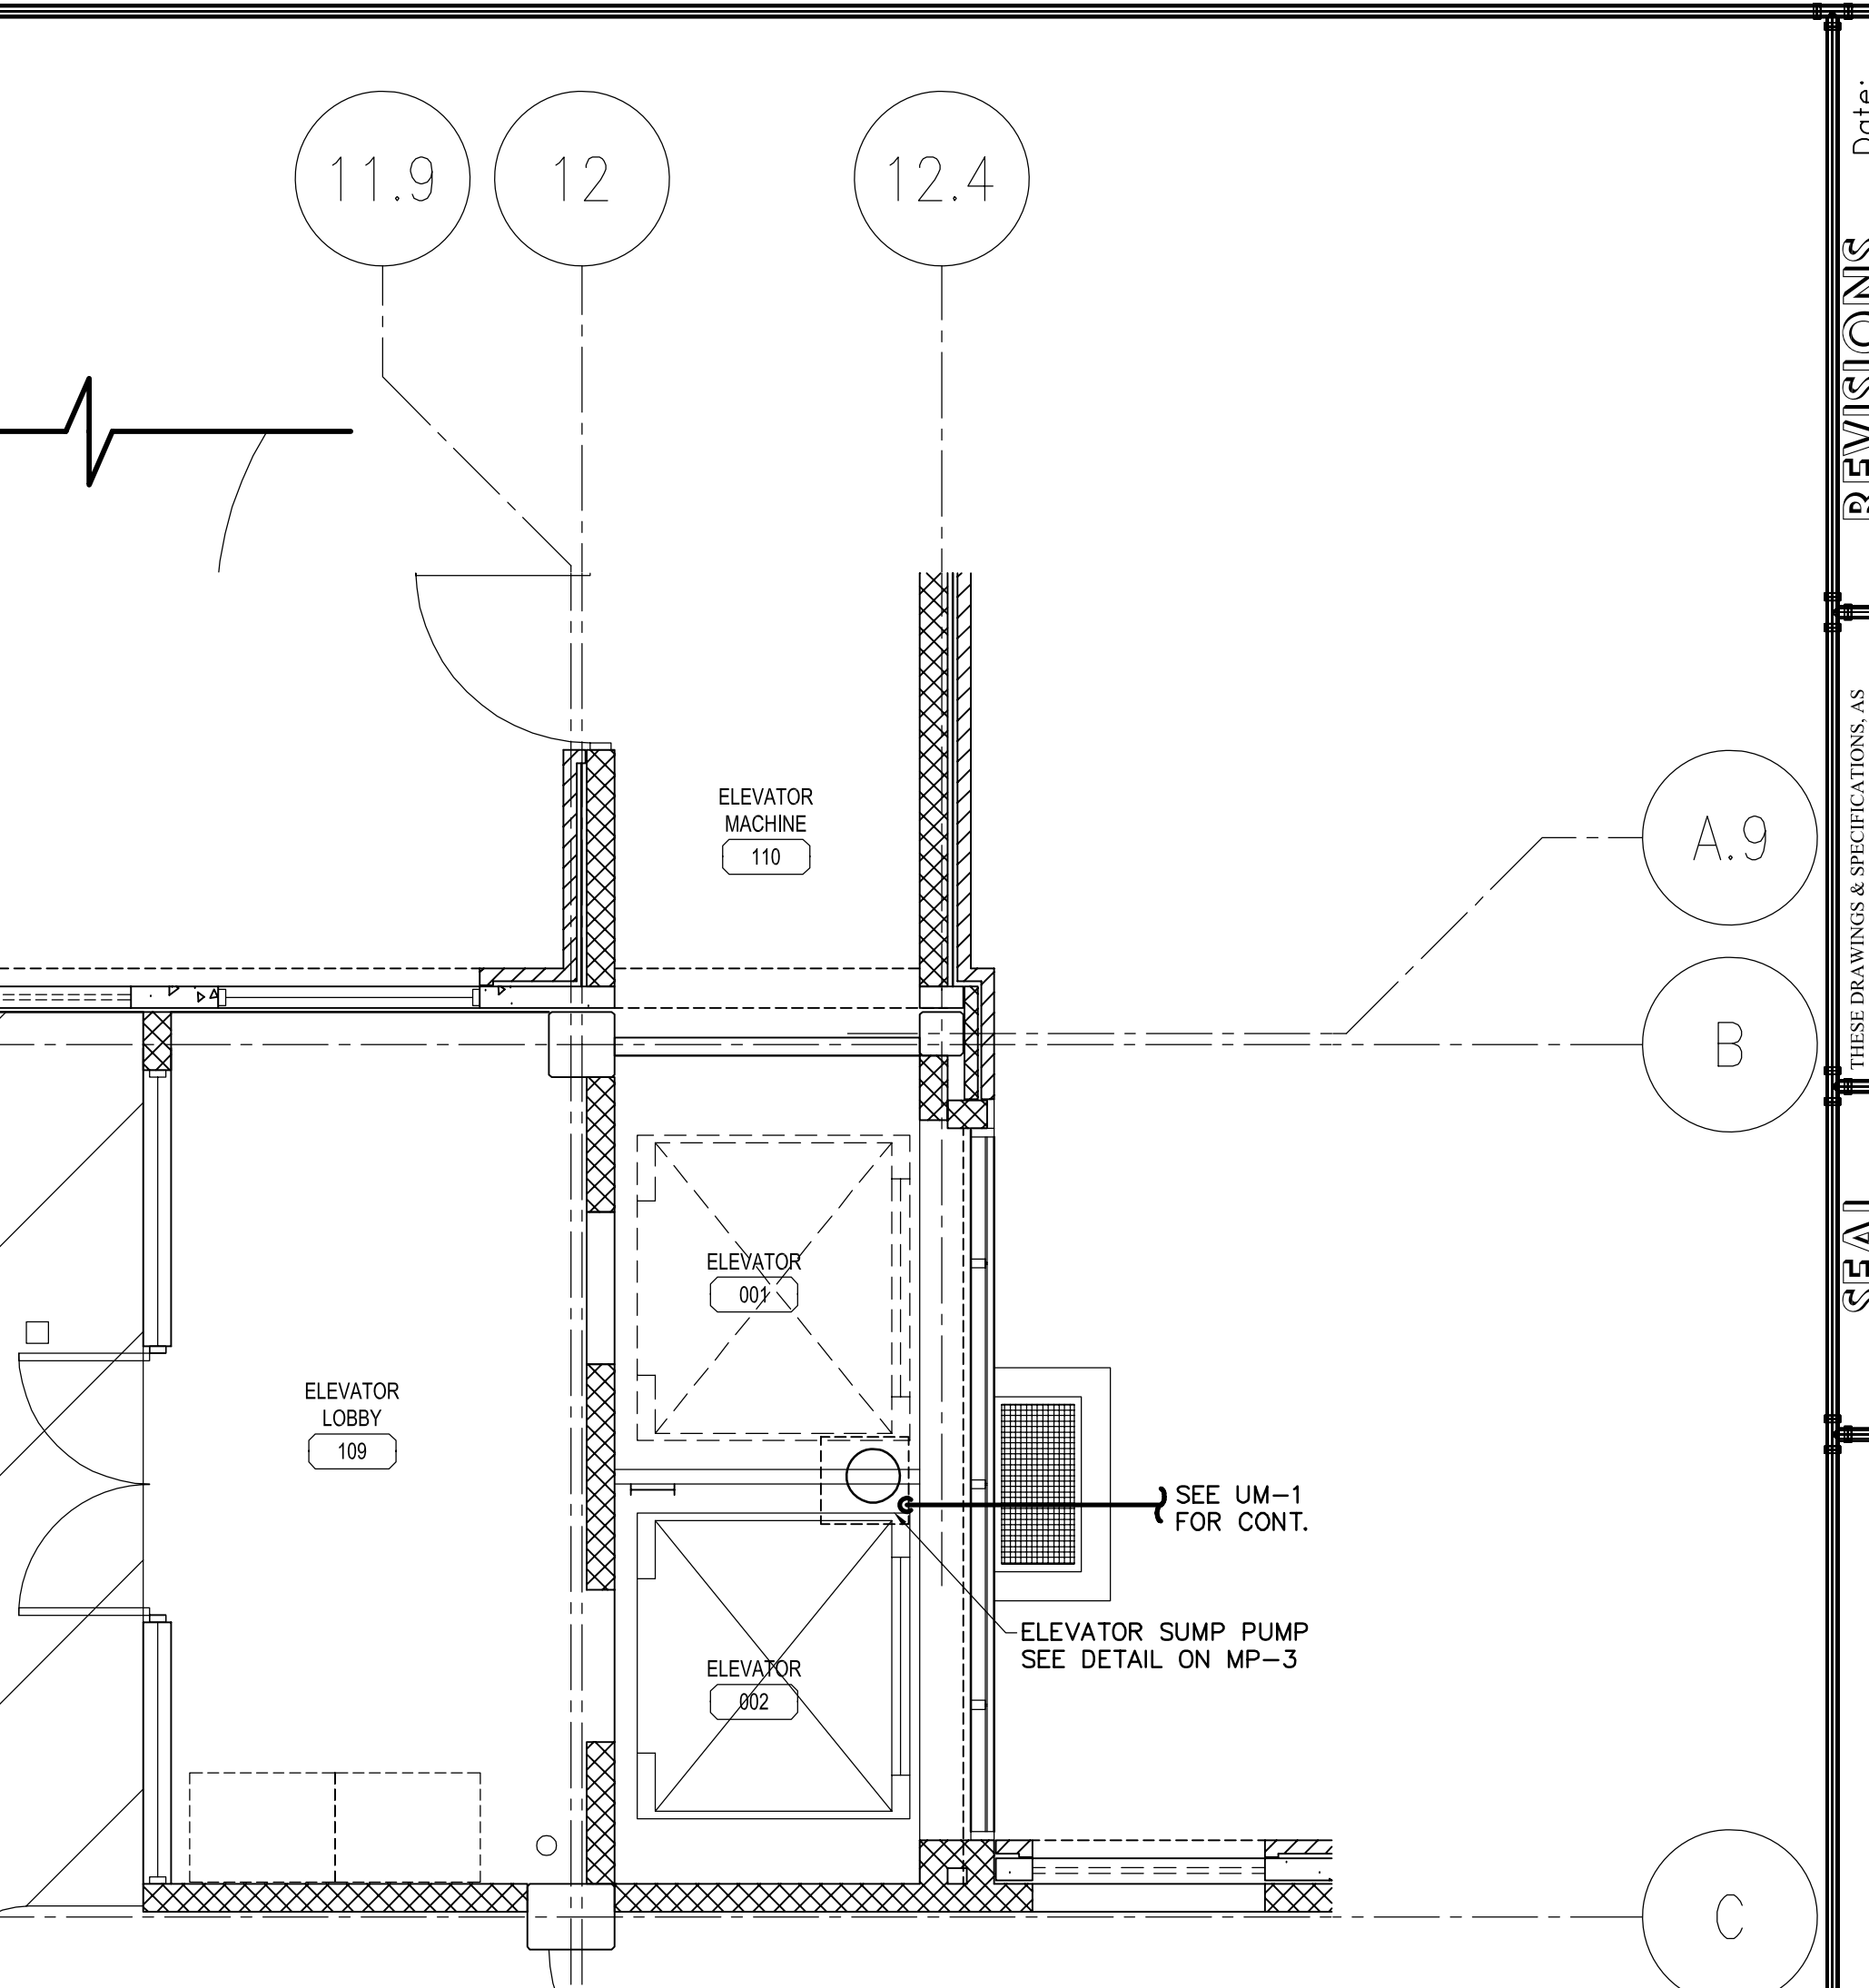 11.9
12
12.4
ELEVATOR
MACHINE
110
A.9
B
ELEVATOR
001
ELEVATOR
LOBBY
109
SEE UM-1
FOR CONT.
ELEVATOR SUMP PUMP
SEE DETAIL ON MP-3
ELEVATOR
002
C
Date:
REVISIONS
THESE DRAWINGS & SPECIFICATIONS, AS
SEAL